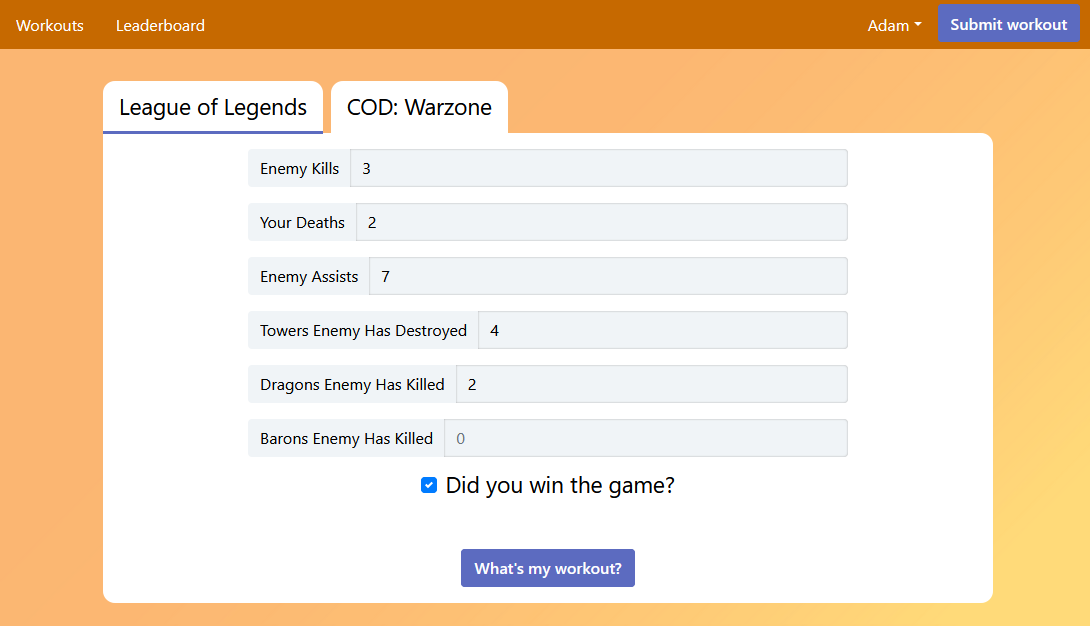 Workouts Leaderboard Adam Submit workout
League of Legends COD: Warzone
Enemy Kills 3
Your Deaths 2
Enemy Assists 7
Towers Enemy Has Destroyed 4
Dragons Enemy Has Killed 2
Barons Enemy Has Killed 0
Did you win the game?
What's my workout?